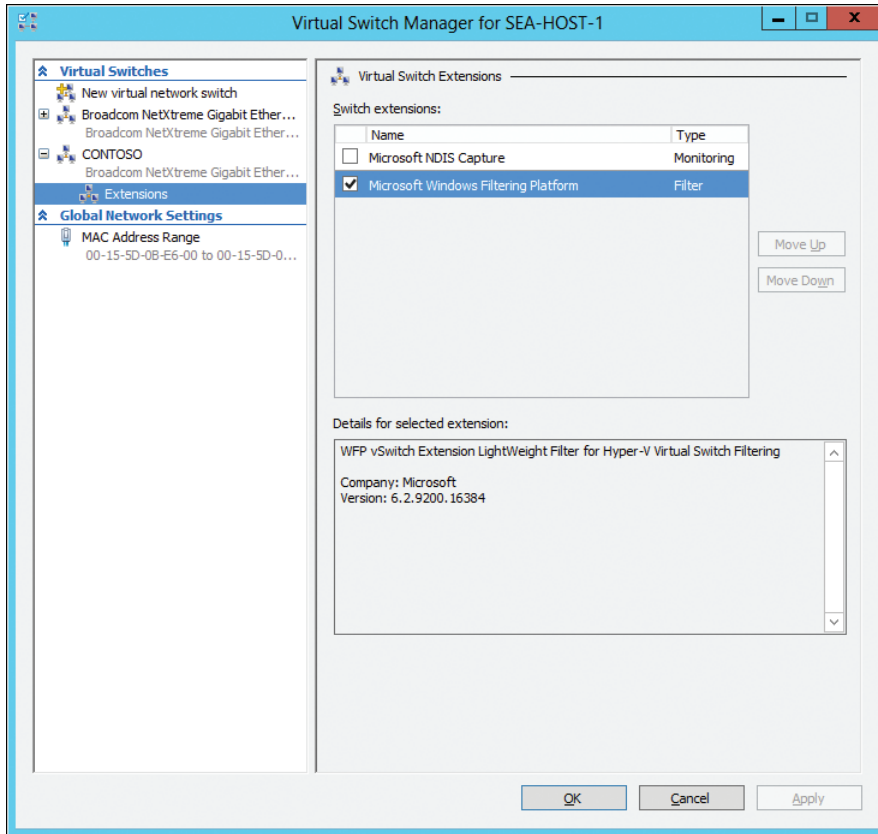 Virtual Switch Manager for SEA-HOST-1
Virtual Switches
New virtual network switch
Broadcom NetXtreme Gigabit Ether...
Broadcom NetXtreme Gigabit Ether...
CONTOSO
Broadcom NetXtreme Gigabit Ether...
Extensions
Global Network Settings
MAC Address Range
00-15-5D-0B-E6-00 to 00-15-5D-0...
Virtual Switch Extensions
Switch extensions:
Name Type
Microsoft NDIS Capture Monitoring
Microsoft Windows Filtering Platform Filter
Move Up
Move Down
Details for selected extension:
WFP vSwitch Extension LightWeight Filter for Hyper-V Virtual Switch Filtering
Company: Microsoft
Version: 6.2.9200.16384
OK Cancel Apply